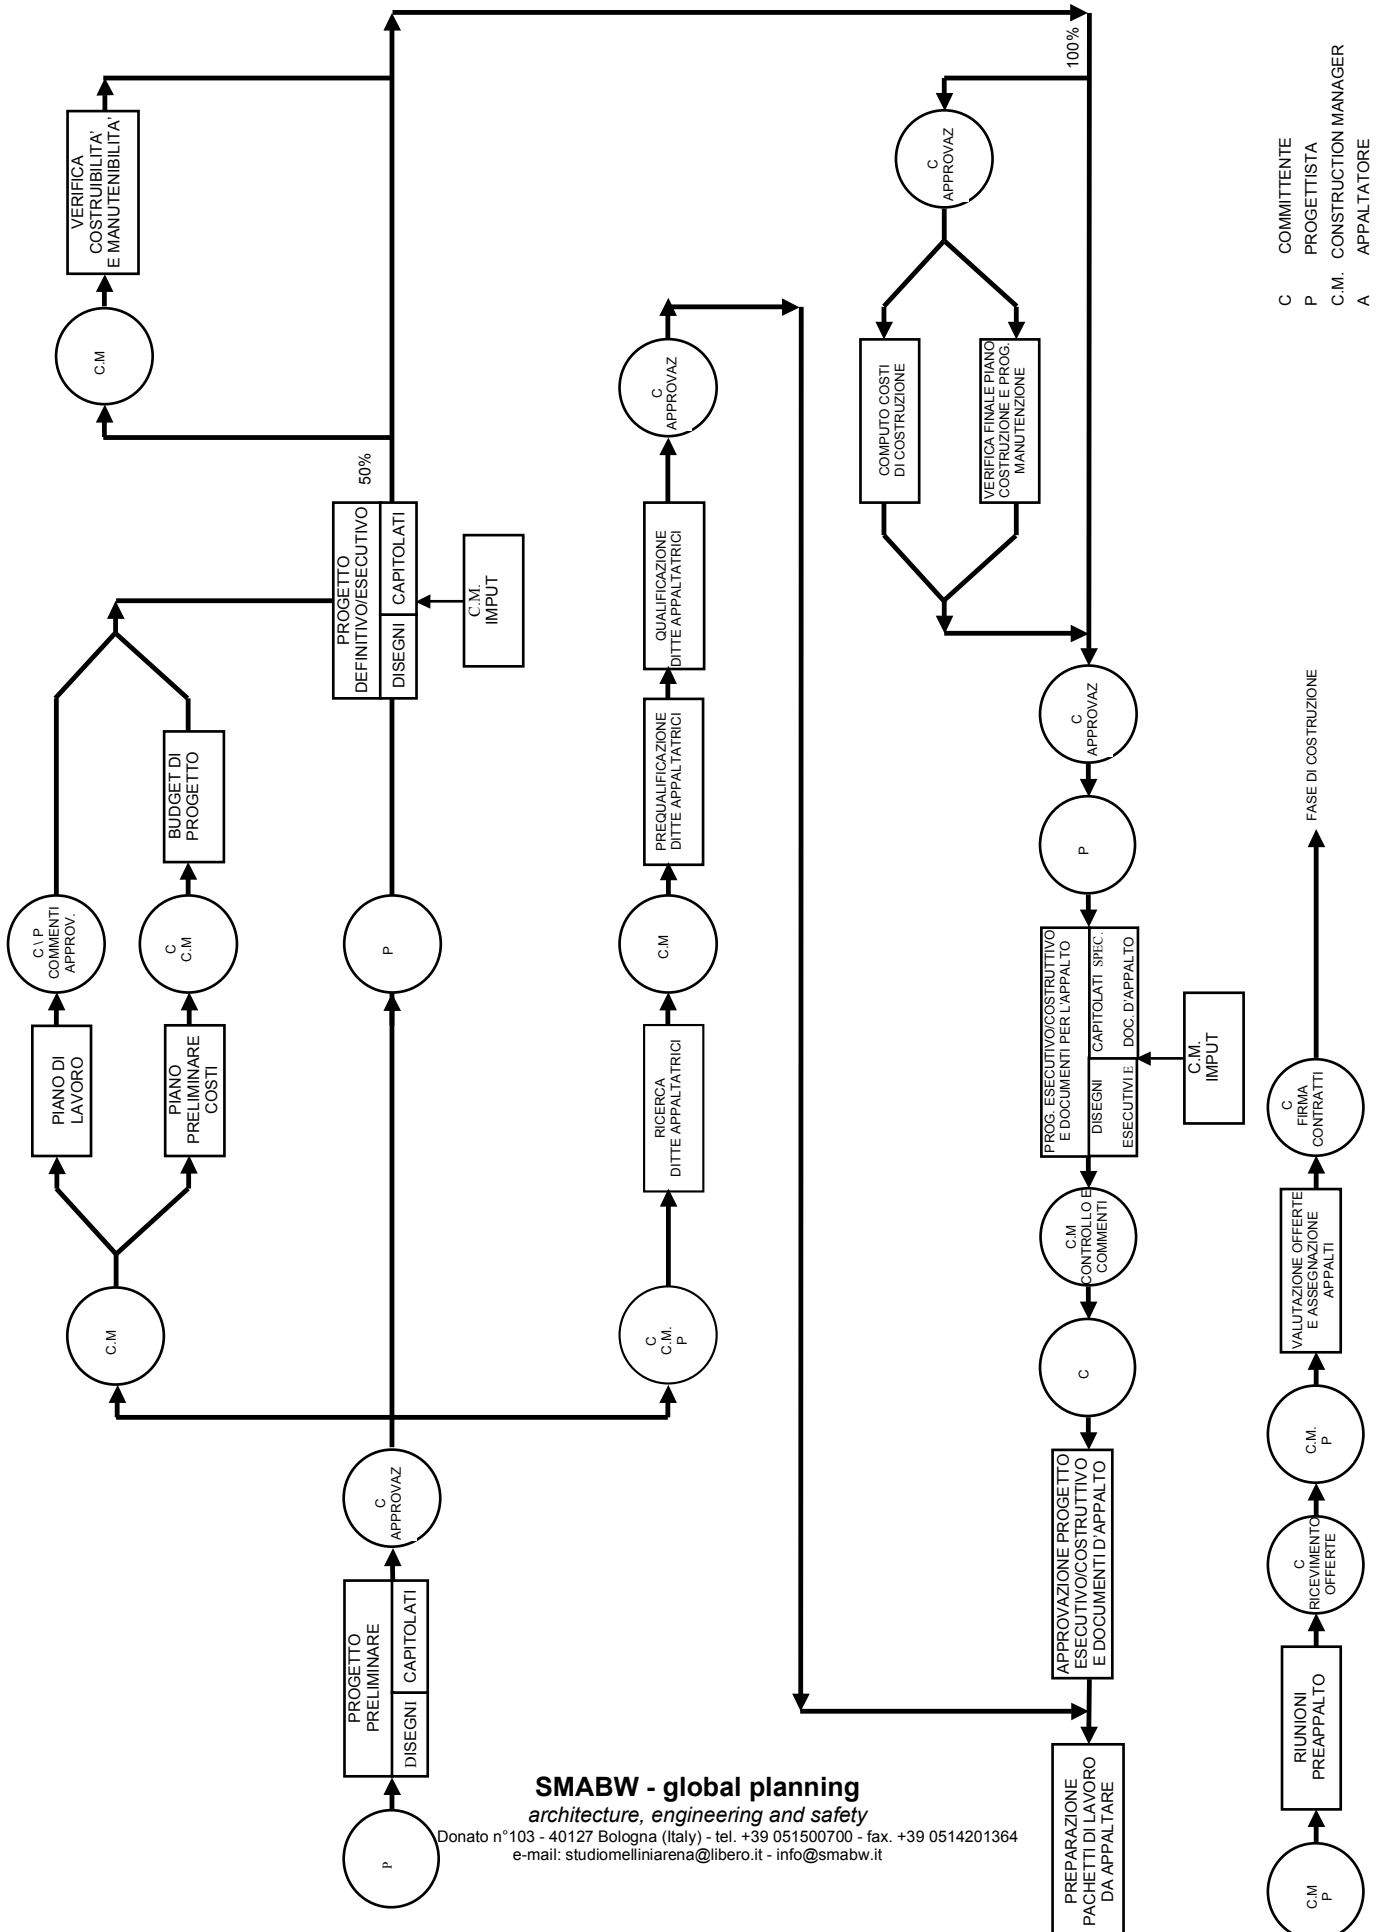 P
PROGETTO
PRELIMINARE
DISEGNI
CAPITOLATI
C
APPROVAZ
C.M
PIANO DI
LAVORO
C \ P
COMMENTI
APPROV.
PIANO
PRELIMINARE
COSTI
C
C.M
BUDGET DI
PROGETTO
P
PROGETTO
DEFINITIVO/ESECUTIVO
DISEGNI
CAPITOLATI
C.M.
IMPUT
50%
C.M
VERIFICA
COSTRUIBILITA'
E MANUTENIBILITA'
C
C.M.
P
RICERCA
DITTE APPALTATRICI
C.M
PREQUALIFICAZIONE
DITTE APPALTATRICI
QUALIFICAZIONE
DITTE APPALTATRICI
C
APPROVAZ
100%
C
APPROVAZ
COMPUTO COSTI
DI COSTRUZIONE
VERIFICA FINALE PIANO
COSTRUZIONE E PROG.
MANUTENZIONE
C
APPROVAZ
P
PROG. ESECUTIVO/COSTRUTTIVO
E DOCUMENTI PER L'APPALTO
DISEGNI
ESECUTIVI E
CAPITOLATI SPEC.
DOC. D'APPALTO
C.M.
IMPUT
C.M
CONTROLLO E
COMMENTI
C
APPROVAZIONE PROGETTO
ESECUTIVO/COSTRUTTIVO
E DOCUMENTI D'APPALTO
PREPARAZIONE
PACHETTI DI LAVORO
DA APPALTARE
C.M
P
RIUNIONI
PREAPPALTO
C
RICEVIMENTO
OFFERTE
C.M.
P
VALUTAZIONE OFFERTE
E ASSEGNAZIONE
APPALTI
C
FIRMA
CONTRATTI
FASE DI COSTRUZIONE
C COMMITTENTE
P PROGETTISTA
C.M. CONSTRUCTION MANAGER
A APPALTATORE
SMABW - global planning
architecture, engineering and safety
Donato n°103 - 40127 Bologna (Italy) - tel. +39 051500700 - fax. +39 0514201364
e-mail: studiomelliniarena@libero.it - info@smabw.it